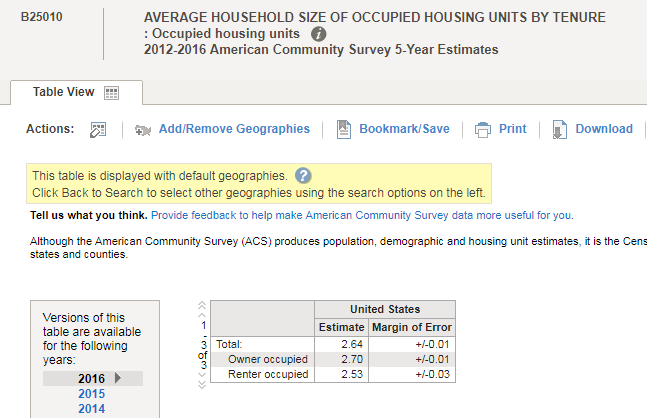 B25010
AVERAGE HOUSEHOLD SIZE OF OCCUPIED HOUSING UNITS BY TENURE
: Occupied housing units i
2012-2016 American Community Survey 5-Year Estimates
Table View
Actions: Add/Remove Geographies Bookmark/Save Print Download
This table is displayed with default geographies. ?
Click Back to Search to select other geographies using the search options on the left.
Tell us what you think. Provide feedback to help make American Community Survey data more useful for you.
Although the American Community Survey (ACS) produces population, demographic and housing unit estimates, it is the Cens
states and counties.
Versions of this
table are available
for the following
years:
2016
2015
2014
1
-
3
of
3
United States
Estimate Margin of Error
Total: 2.64 +/-0.01
Owner occupied 2.70 +/-0.01
Renter occupied 2.53 +/-0.03